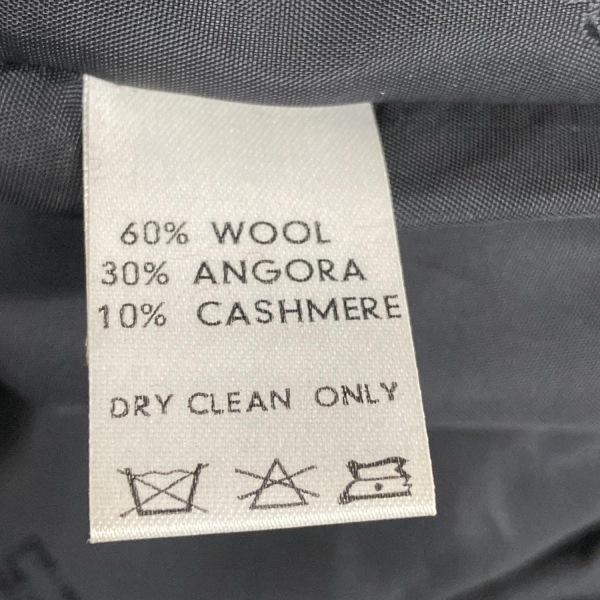 60% WOOL
30% ANGORA
10% CASHMERE
DRY CLEAN ONLY